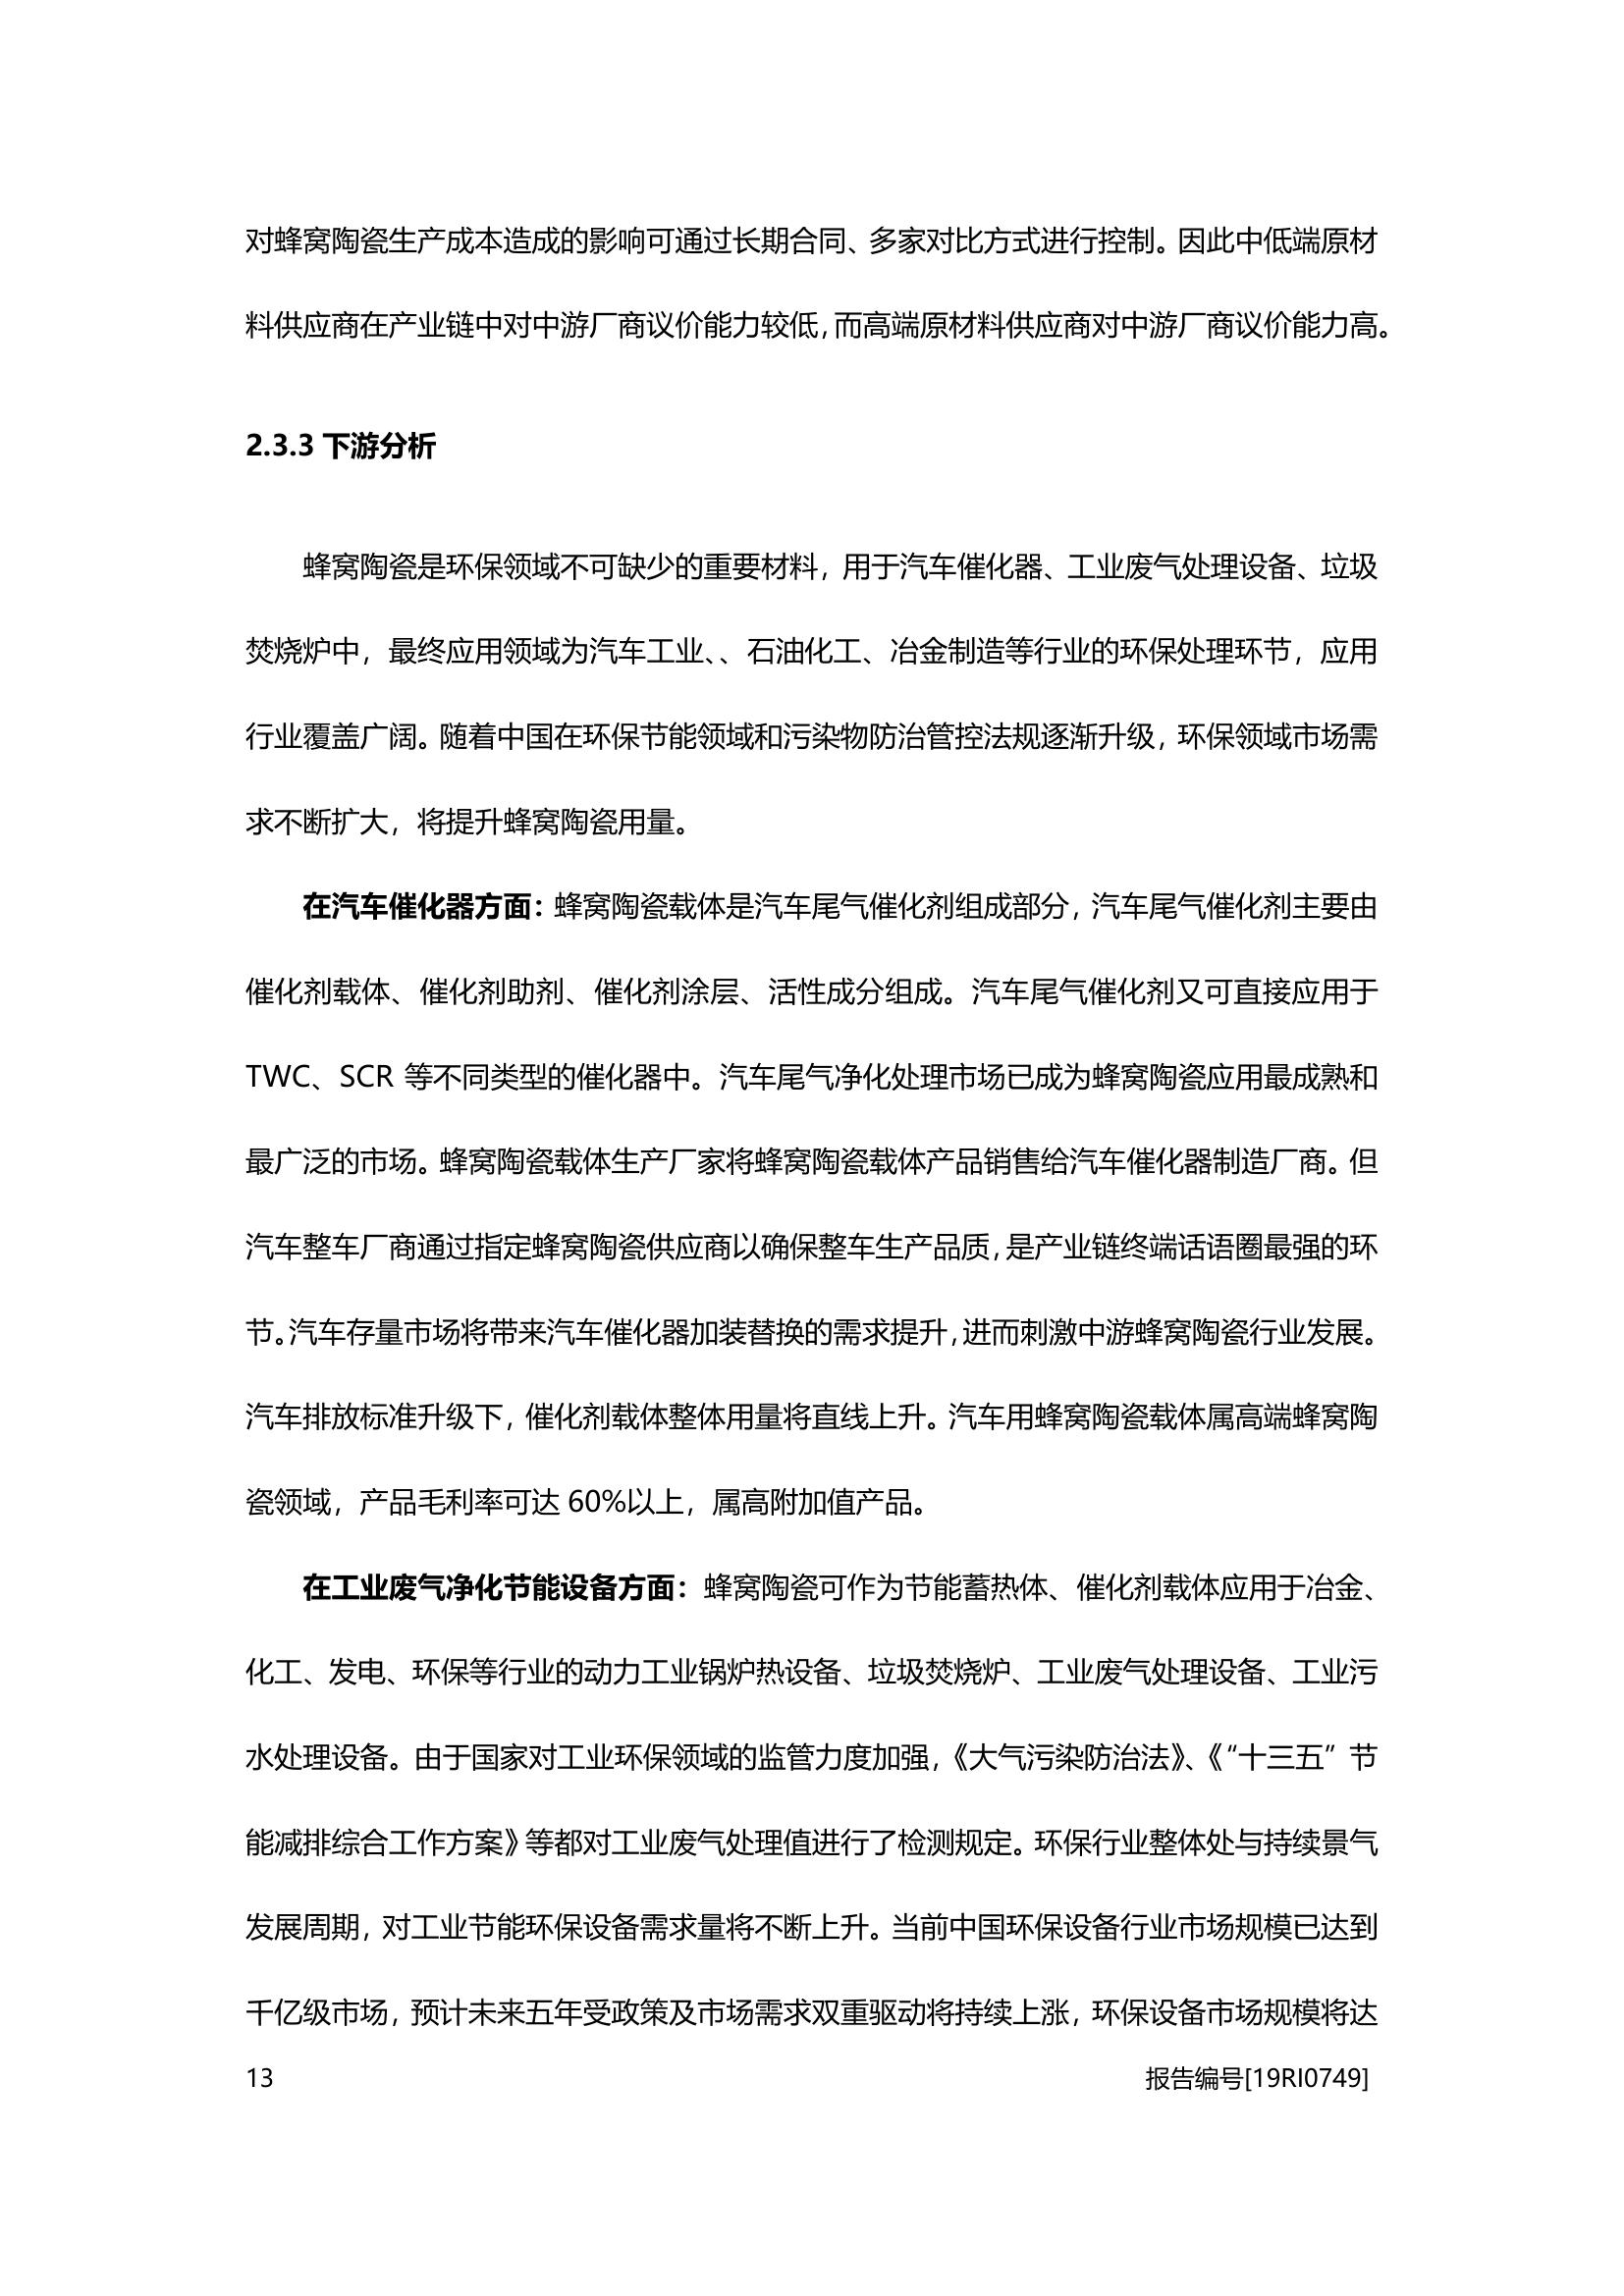 对蜂窝陶瓷生产成本造成的影响可通过长期合同、多家对比方式进行控制。因此中低端原材
料供应商在产业链中对中游厂商议价能力较低，而高端原材料供应商对中游厂商议价能力高。
2.3.3 下游分析
蜂窝陶瓷是环保领域不可缺少的重要材料，用于汽车催化器、工业废气处理设备、垃圾
焚烧炉中，最终应用领域为汽车工业、、石油化工、冶金制造等行业的环保处理环节，应用
行业覆盖广阔。随着中国在环保节能领域和污染物防治管控法规逐渐升级，环保领域市场需
求不断扩大，将提升蜂窝陶瓷用量。
在汽车催化器方面：蜂窝陶瓷载体是汽车尾气催化剂组成部分，汽车尾气催化剂主要由
催化剂载体、催化剂助剂、催化剂涂层、活性成分组成。汽车尾气催化剂又可直接应用于
TWC、SCR 等不同类型的催化器中。汽车尾气净化处理市场已成为蜂窝陶瓷应用最成熟和
最广泛的市场。蜂窝陶瓷载体生产厂家将蜂窝陶瓷载体产品销售给汽车催化器制造厂商。但
汽车整车厂商通过指定蜂窝陶瓷供应商以确保整车生产品质，是产业链终端话语圈最强的环
节。汽车存量市场将带来汽车催化器加装替换的需求提升，进而刺激中游蜂窝陶瓷行业发展。
汽车排放标准升级下，催化剂载体整体用量将直线上升。汽车用蜂窝陶瓷载体属高端蜂窝陶
瓷领域，产品毛利率可达 60%以上，属高附加值产品。
在工业废气净化节能设备方面：蜂窝陶瓷可作为节能蓄热体、催化剂载体应用于冶金、
化工、发电、环保等行业的动力工业锅炉热设备、垃圾焚烧炉、工业废气处理设备、工业污
水处理设备。由于国家对工业环保领域的监管力度加强，《大气污染防治法》、《“十三五”节
能减排综合工作方案》等都对工业废气处理值进行了检测规定。环保行业整体处与持续景气
发展周期，对工业节能环保设备需求量将不断上升。当前中国环保设备行业市场规模已达到
千亿级市场，预计未来五年受政策及市场需求双重驱动将持续上涨，环保设备市场规模将达
13 报告编号[19RI0749]